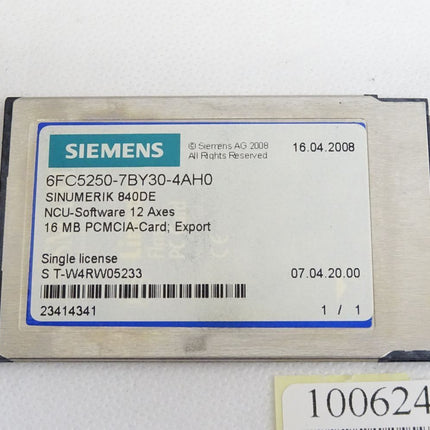 SIEMENS
© Siemens AG 2008
All Rights Reserved
16.04.2008
6FC5250-7BY30-4AH0
SINUMERIK 840DE
NCU-Software 12 Axes
16 MB PCMCIA-Card; Export
Single license
S T-W4RW05233
07.04.20.00
23414341
1 / 1
100624